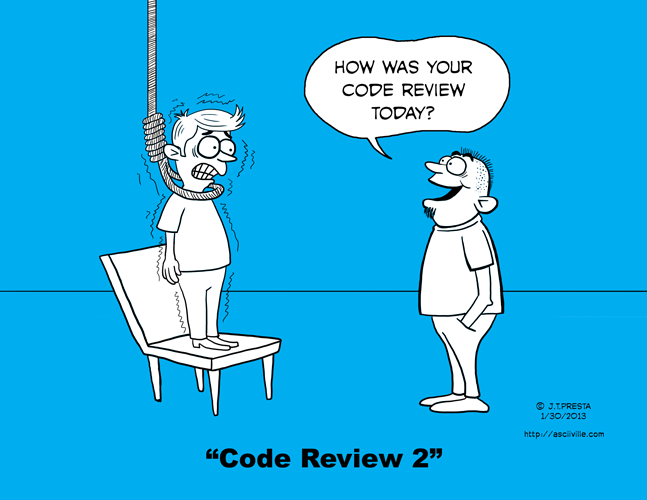 HOW WAS YOUR
CODE REVIEW
TODAY?
© J.T.PRESTA
1/30/2013
http://asciiville.com
“Code Review 2”